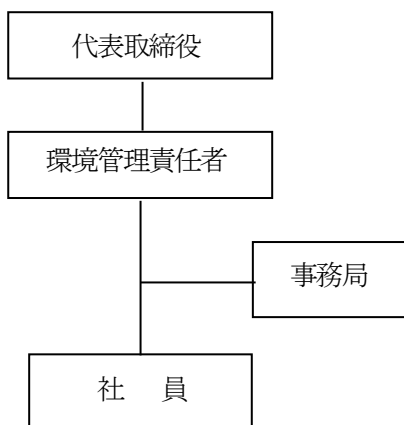 代表取締役
環境管理責任者
事務局
社　員